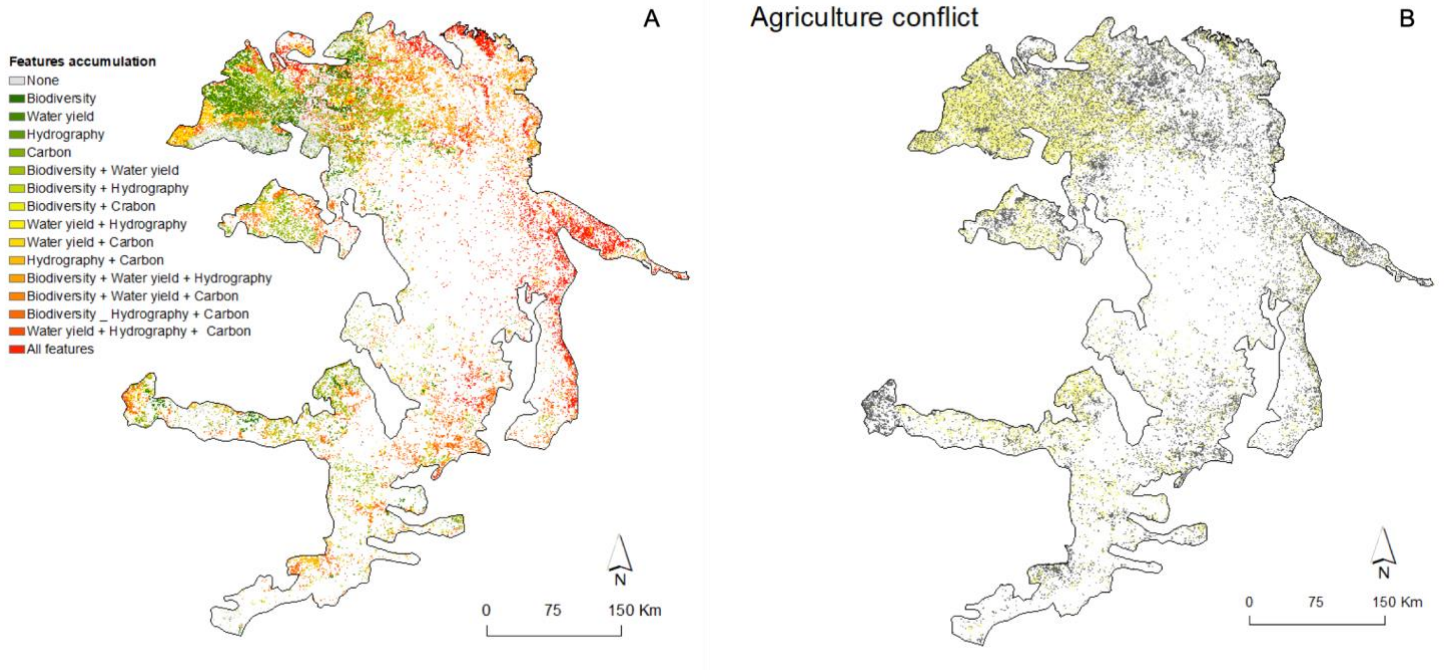 A
Features accumulation
None
Biodiversity
Water yield
Hydrography
Carbon
Biodiversity + Water yield
Biodiversity + Hydrography
Biodiversity + Crabon
Water yield + Hydrography
Water yield + Carbon
Hydrography + Carbon
Biodiversity + Water yield + Hydrography
Biodiversity + Water yield + Carbon
Biodiversity _ Hydrography + Carbon
Water yield + Hydrography + Carbon
All features
N
0 75 150 Km
Agriculture conflict
B
N
0 75 150 Km